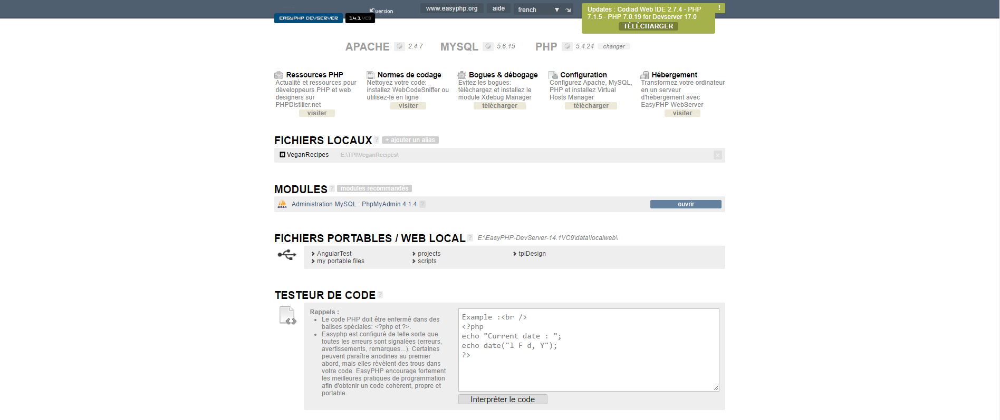 version
www.easyphp.org
aide
french
Updates : Codiad Web IDE 2.7.4 - PHP
7.1.5 - PHP 7.0.19 for Devserver 17.0
TÉLÉCHARGER
!
EASYPHP DEVSERVER
14.1 VC9
APACHE 2.4.7
MYSQL 5.6.15
PHP 5.4.24 changer
Ressources PHP
Actualité et ressources pour
développeurs PHP et web
designers sur
PHPDistiller.net
visiter
Normes de codage
Nettoyez votre code:
installez WebCodeSniffer ou
utilisez-le en ligne
visiter
Bogues & débogage
Evitez les bogues:
téléchargez et installez le
module Xdebug Manager
télécharger
Configuration
Configurez Apache, MySQL,
PHP et installez Virtual
Hosts Manager
télécharger
Hébergement
Transformez votre ordinateur
en un serveur
d'hébergement avec
EasyPHP WebServer
visiter
FICHIERS LOCAUX ? + ajouter un alias
VeganRecipes E:\TPI\VeganRecipes\ x
MODULES ? modules recommandés
Administration MySQL : PhpMyAdmin 4.1.4 ? ouvrir
FICHIERS PORTABLES / WEB LOCAL ? E:\EasyPHP-DevServer-14.1VC9\data\localweb\
AngularTest
my portable files
projects
scripts
tpiDesign
TESTEUR DE CODE ?
Rappels :
Le code PHP doit être enfermé dans des
balises spéciales: <?php et ?>.
Easyphp est configuré de telle sorte que
toutes les erreurs sont signalées (erreurs,
avertissements, remarques...). Certaines
peuvent paraître anodines au premier
abord, mais elles révèlent des trous dans
votre code. EasyPHP encourage fortement
les meilleures pratiques de programmation
afin d'obtenir un code cohérent, propre et
portable.
Example :<br />
<?php
echo "Current date : ";
echo date("l F d, Y");
?>
Interpréter le code